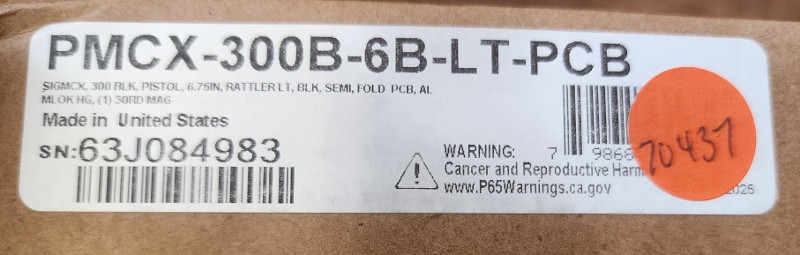 PMCX-300B-6B-LT-PCB
SIGMCX, 300 BLK, PISTOL, 6.75IN, RATTLER LT, BLK, SEMI, FOLD PCB, AL
MLOK HG, (1) 30RD MAG
Made in United States
SN:63J084983
WARNING:
Cancer and Reproductive Harm
www.P65Warnings.ca.gov
7 9866
70437
2025